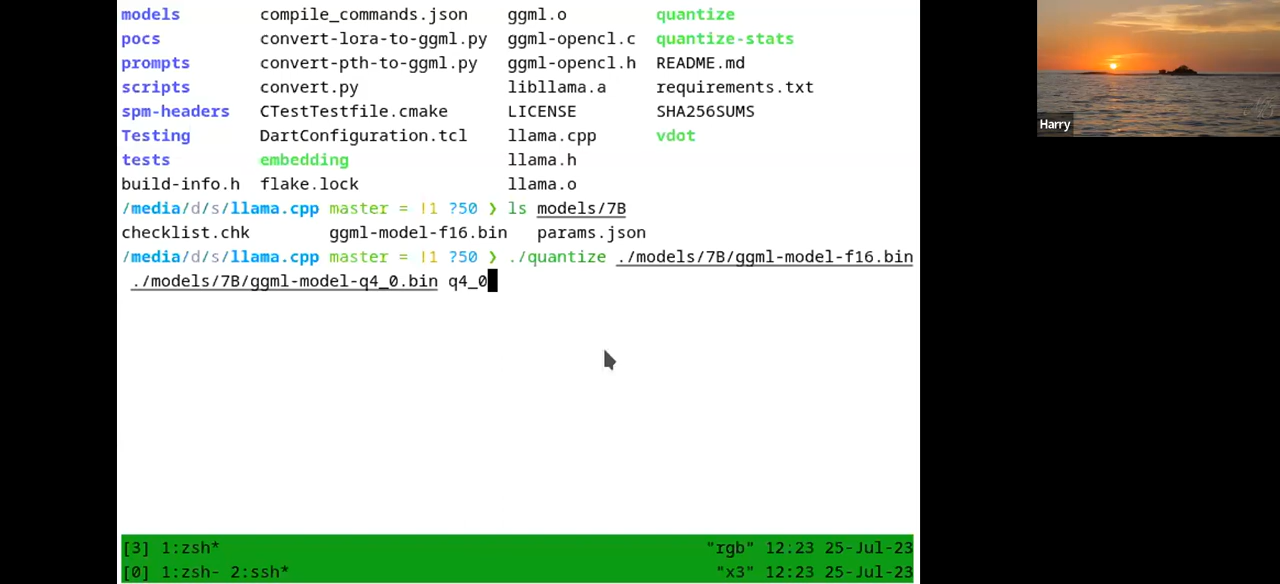 models compile_commands.json ggml.o quantize
pocs convert-lora-to-ggml.py ggml-opencl.c quantize-stats
prompts convert-pth-to-ggml.py ggml-opencl.h README.md
scripts convert.py libllama.a requirements.txt
spm-headers CTestTestfile.cmake LICENSE SHA256SUMS
Testing DartConfiguration.tcl llama.cpp vdot
tests embedding llama.h
build-info.h flake.lock llama.o
/media/d/s/llama.cpp master = !1 ?50 ❯ ls models/7B
checklist.chk ggml-model-f16.bin params.json
/media/d/s/llama.cpp master = !1 ?50 ❯ ./quantize ./models/7B/ggml-model-f16.bin
./models/7B/ggml-model-q4_0.bin q4_0
[3] 1:zsh* "rgb" 12:23 25-Jul-23
[0] 1:zsh- 2:ssh* "x3" 12:23 25-Jul-23
Harry